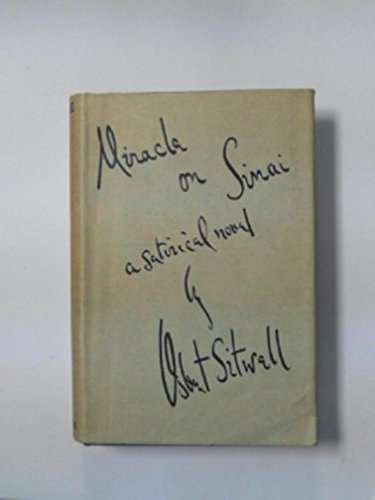 Miracle
on Sinai
a satirical novel
by
Osbert Sitwell